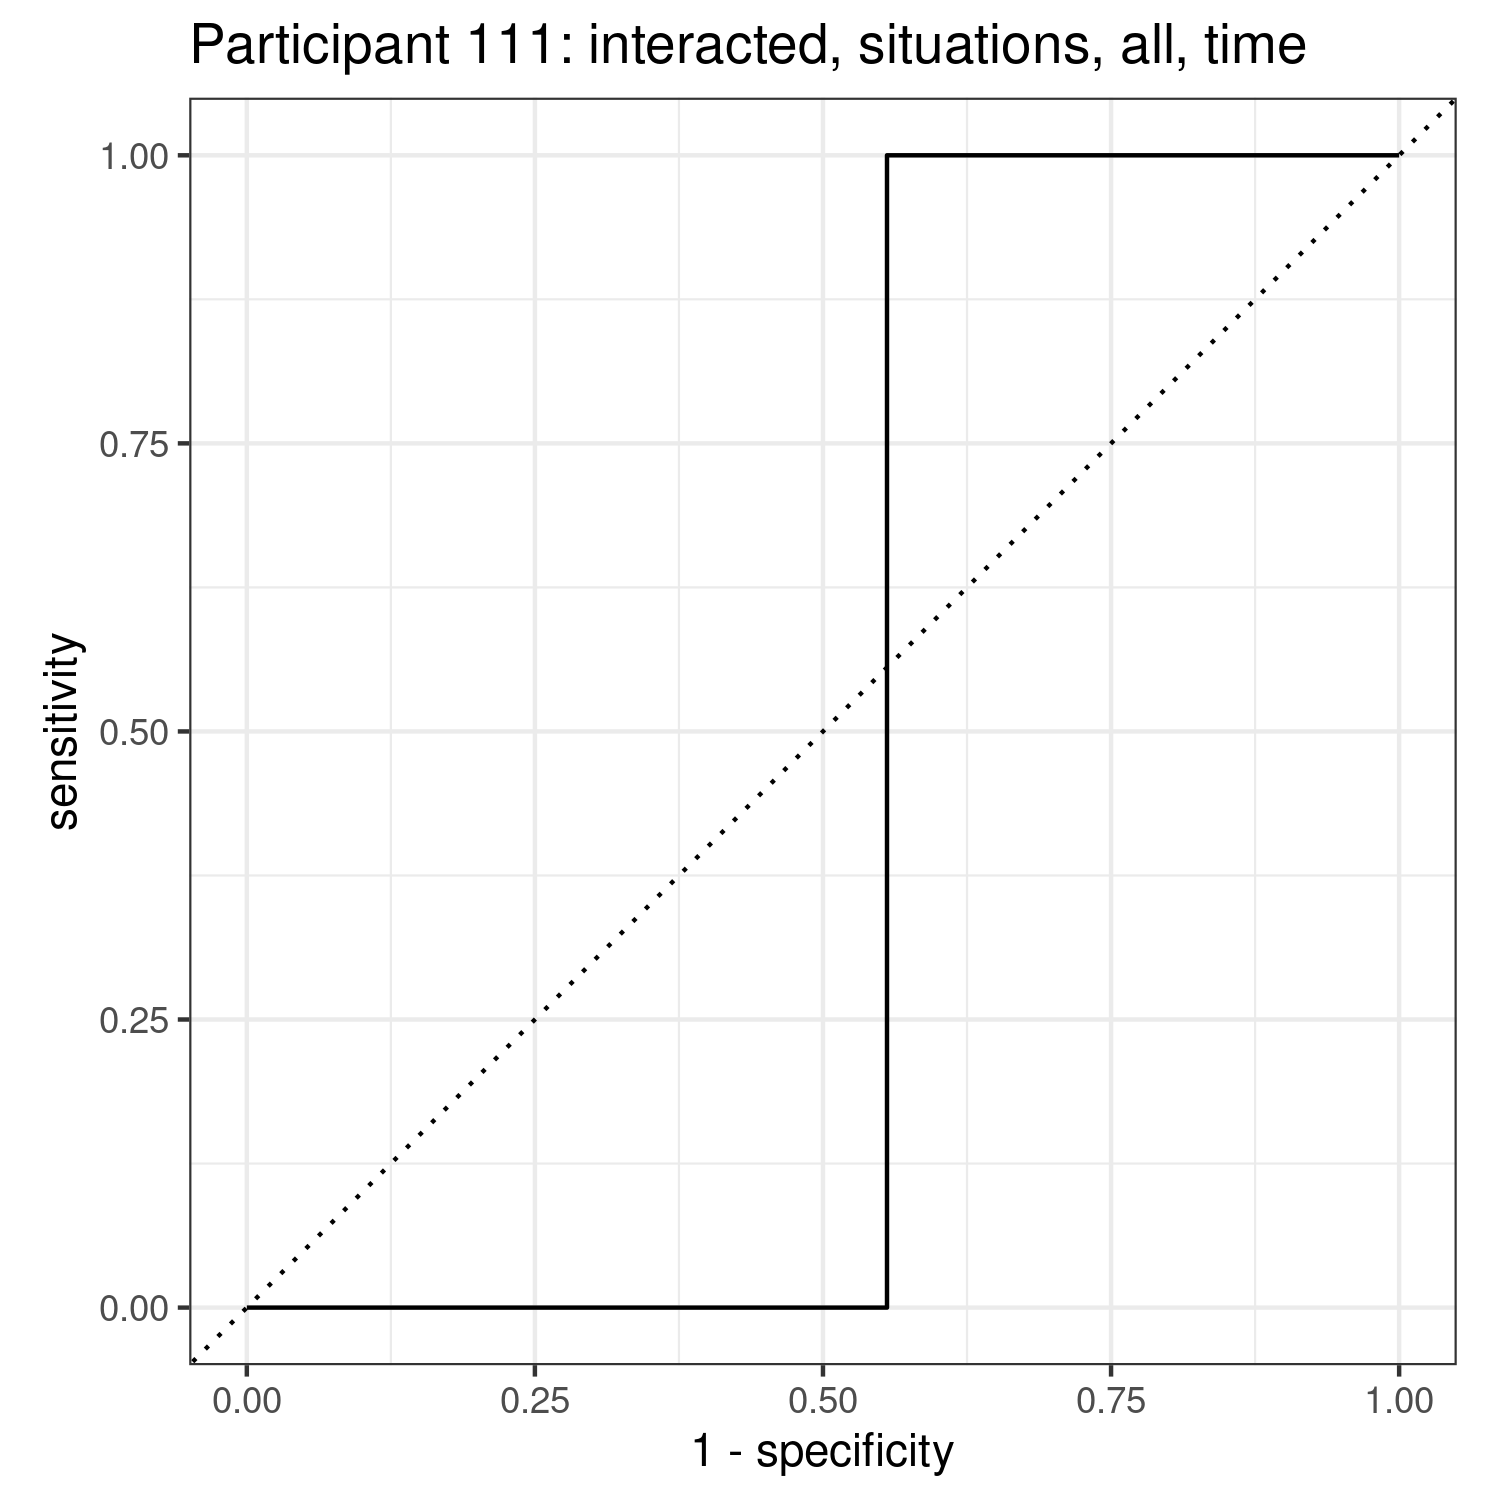 Participant 111: interacted, situations, all, time
1.00
0.75
0.50
0.25
0.00
sensitivity
0.00 0.25 0.50 0.75 1.00
1 - specificity